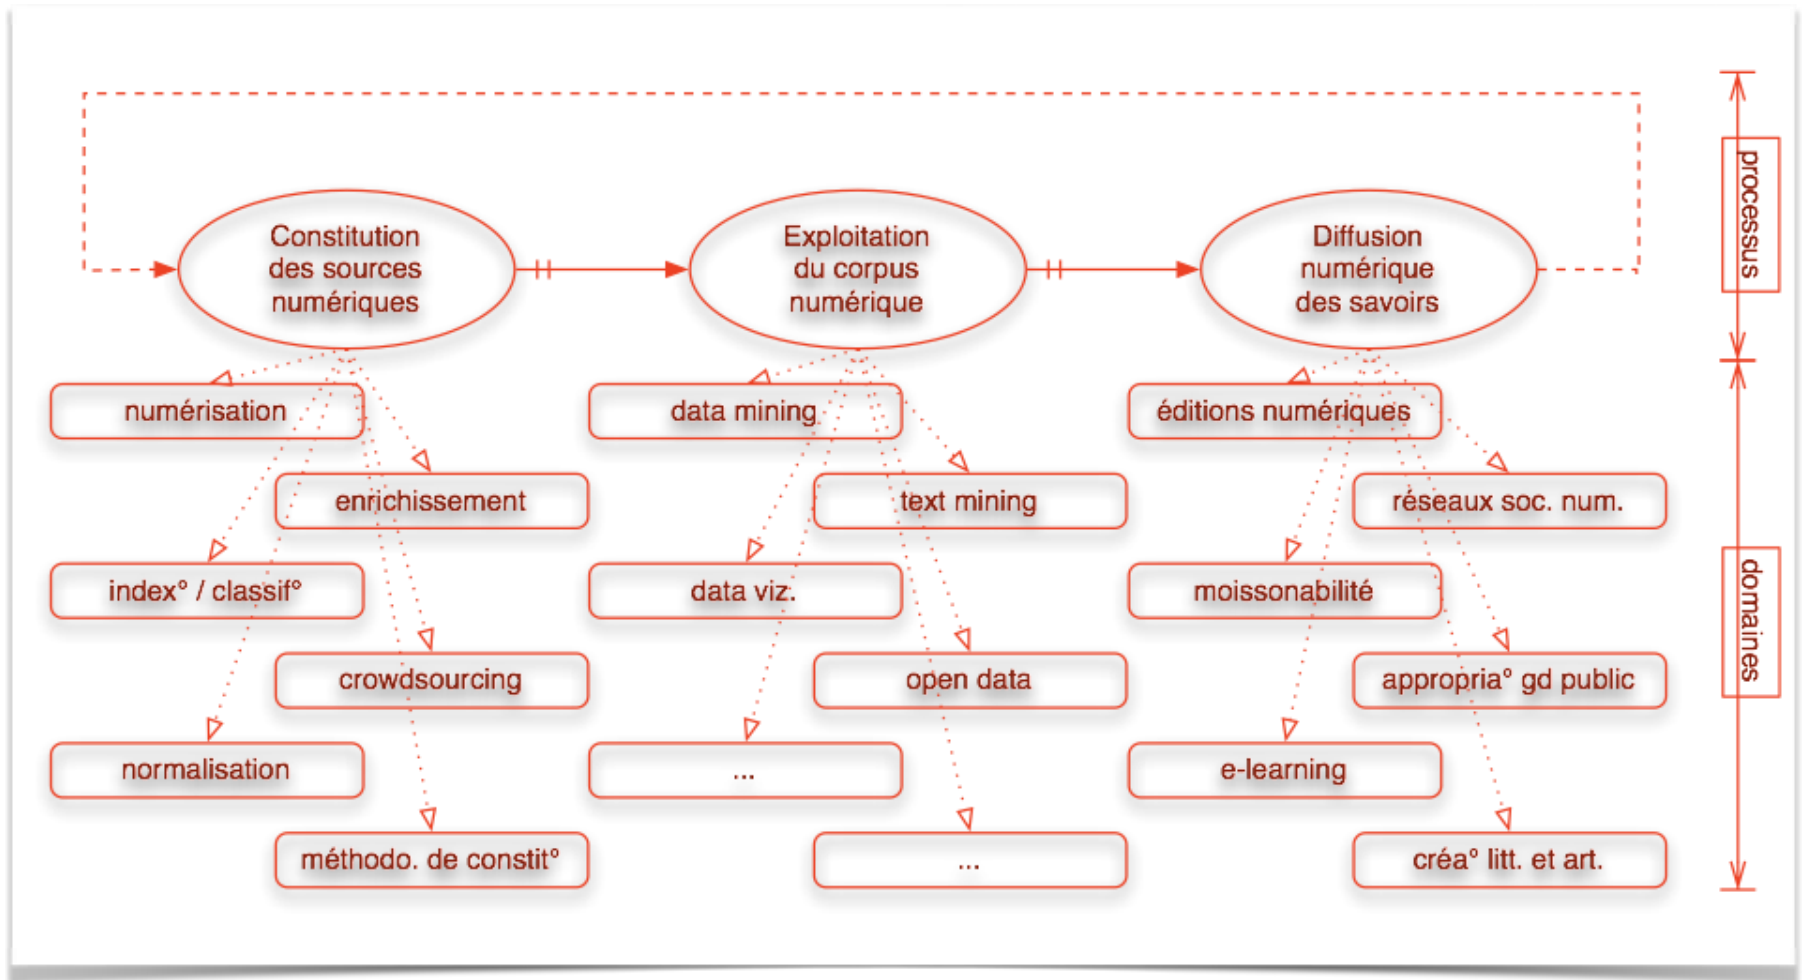 Constitution
des sources
numériques
Exploitation
du corpus
numérique
Diffusion
numérique
des savoirs
processus
numérisation
data mining
éditions numériques
enrichissement
text mining
réseaux soc. num.
index° / classif°
data viz.
moissonabilité
domaines
crowdsourcing
open data
appropria° gd public
normalisation
...
e-learning
méthodo. de constit°
...
créa° litt. et art.